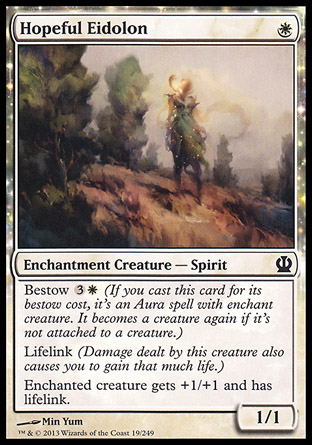 Hopeful Eidolon
Enchantment Creature — Spirit
Bestow 3 (If you cast this card for its
bestow cost, it's an Aura spell with enchant
creature. It becomes a creature again if it's
not attached to a creature.)
Lifelink (Damage dealt by this creature also
causes you to gain that much life.)
Enchanted creature gets +1/+1 and has
lifelink.
Min Yum
1/1
™ & © 2013 Wizards of the Coast 19/249